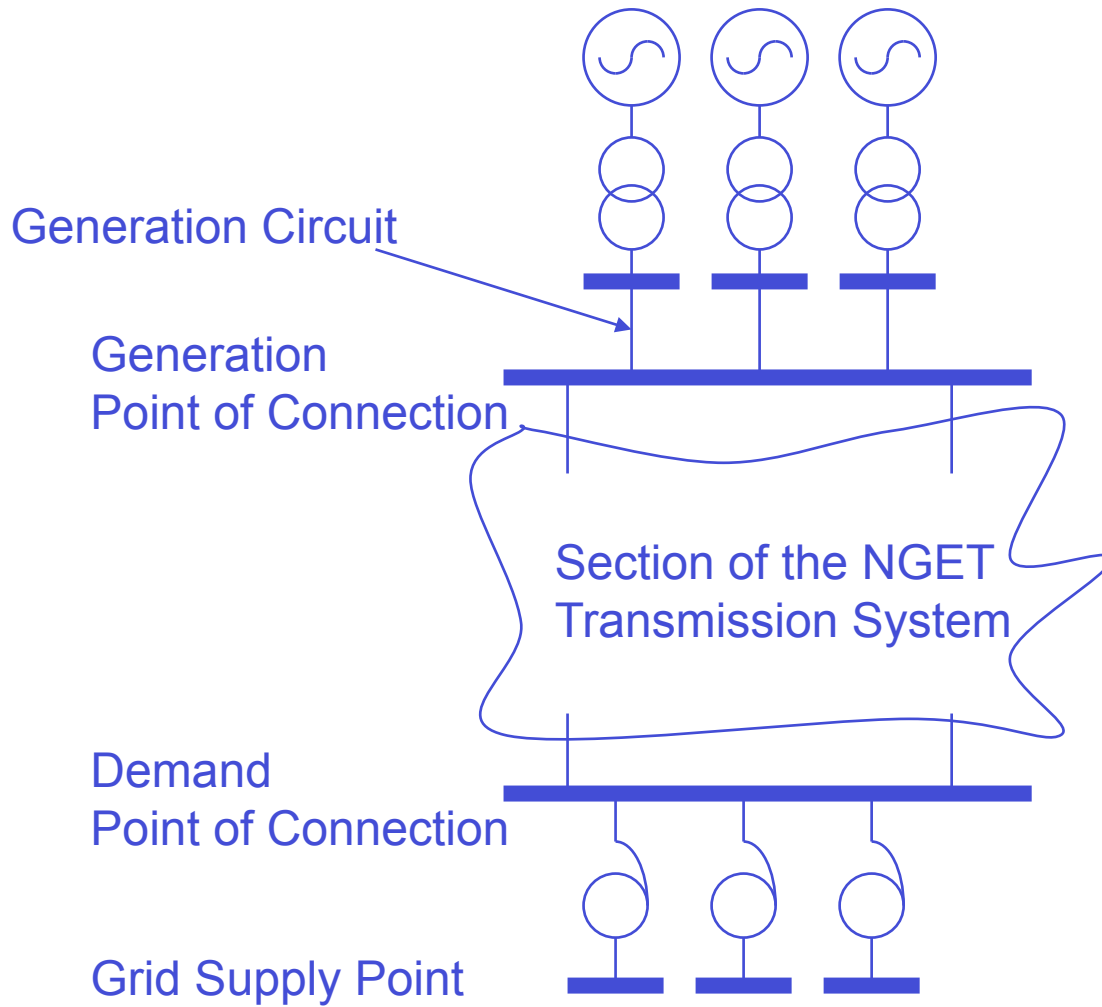 Generation Circuit
Generation
Point of Connection
Section of the NGET
Transmission System
Demand
Point of Connection
Grid Supply Point